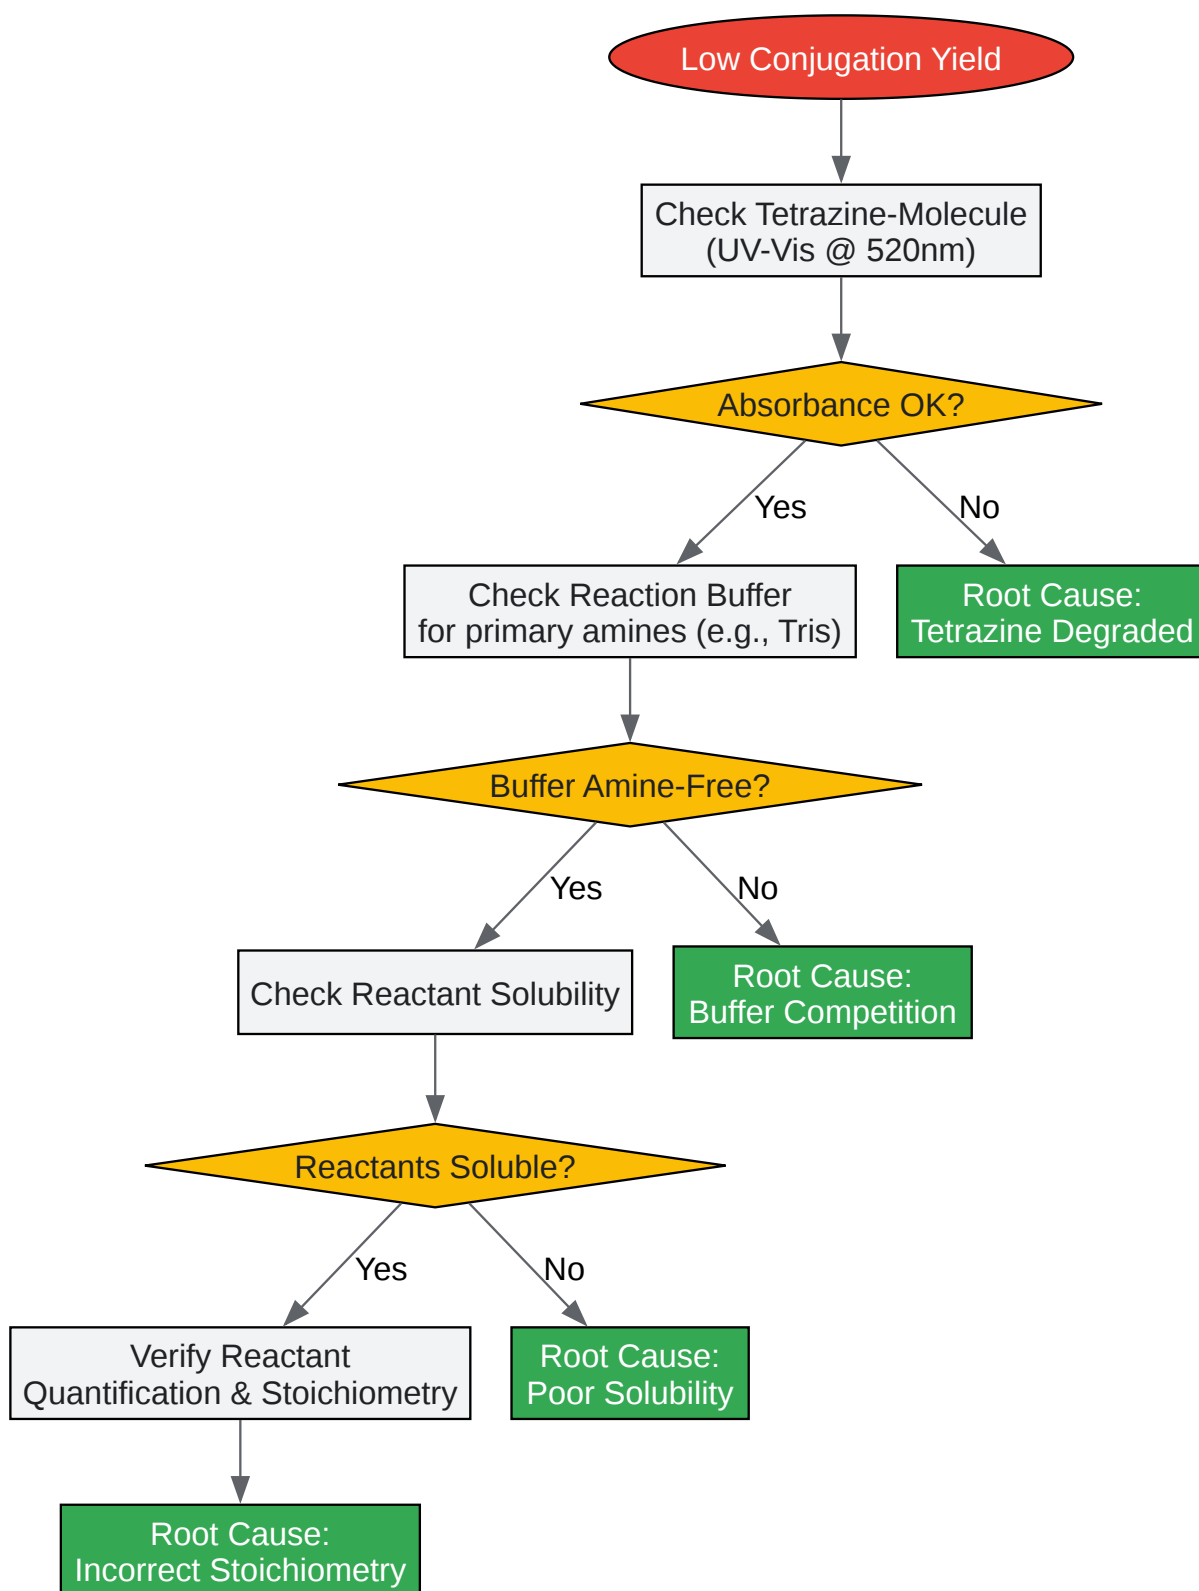 Low Conjugation Yield
Check Tetrazine-Molecule
(UV-Vis @ 520nm)
Absorbance OK?
Yes
No
Check Reaction Buffer
for primary amines (e.g., Tris)
Root Cause:
Tetrazine Degraded
Buffer Amine-Free?
Yes
No
Check Reactant Solubility
Root Cause:
Buffer Competition
Reactants Soluble?
Yes
No
Verify Reactant
Quantification & Stoichiometry
Root Cause:
Poor Solubility
Root Cause:
Incorrect Stoichiometry